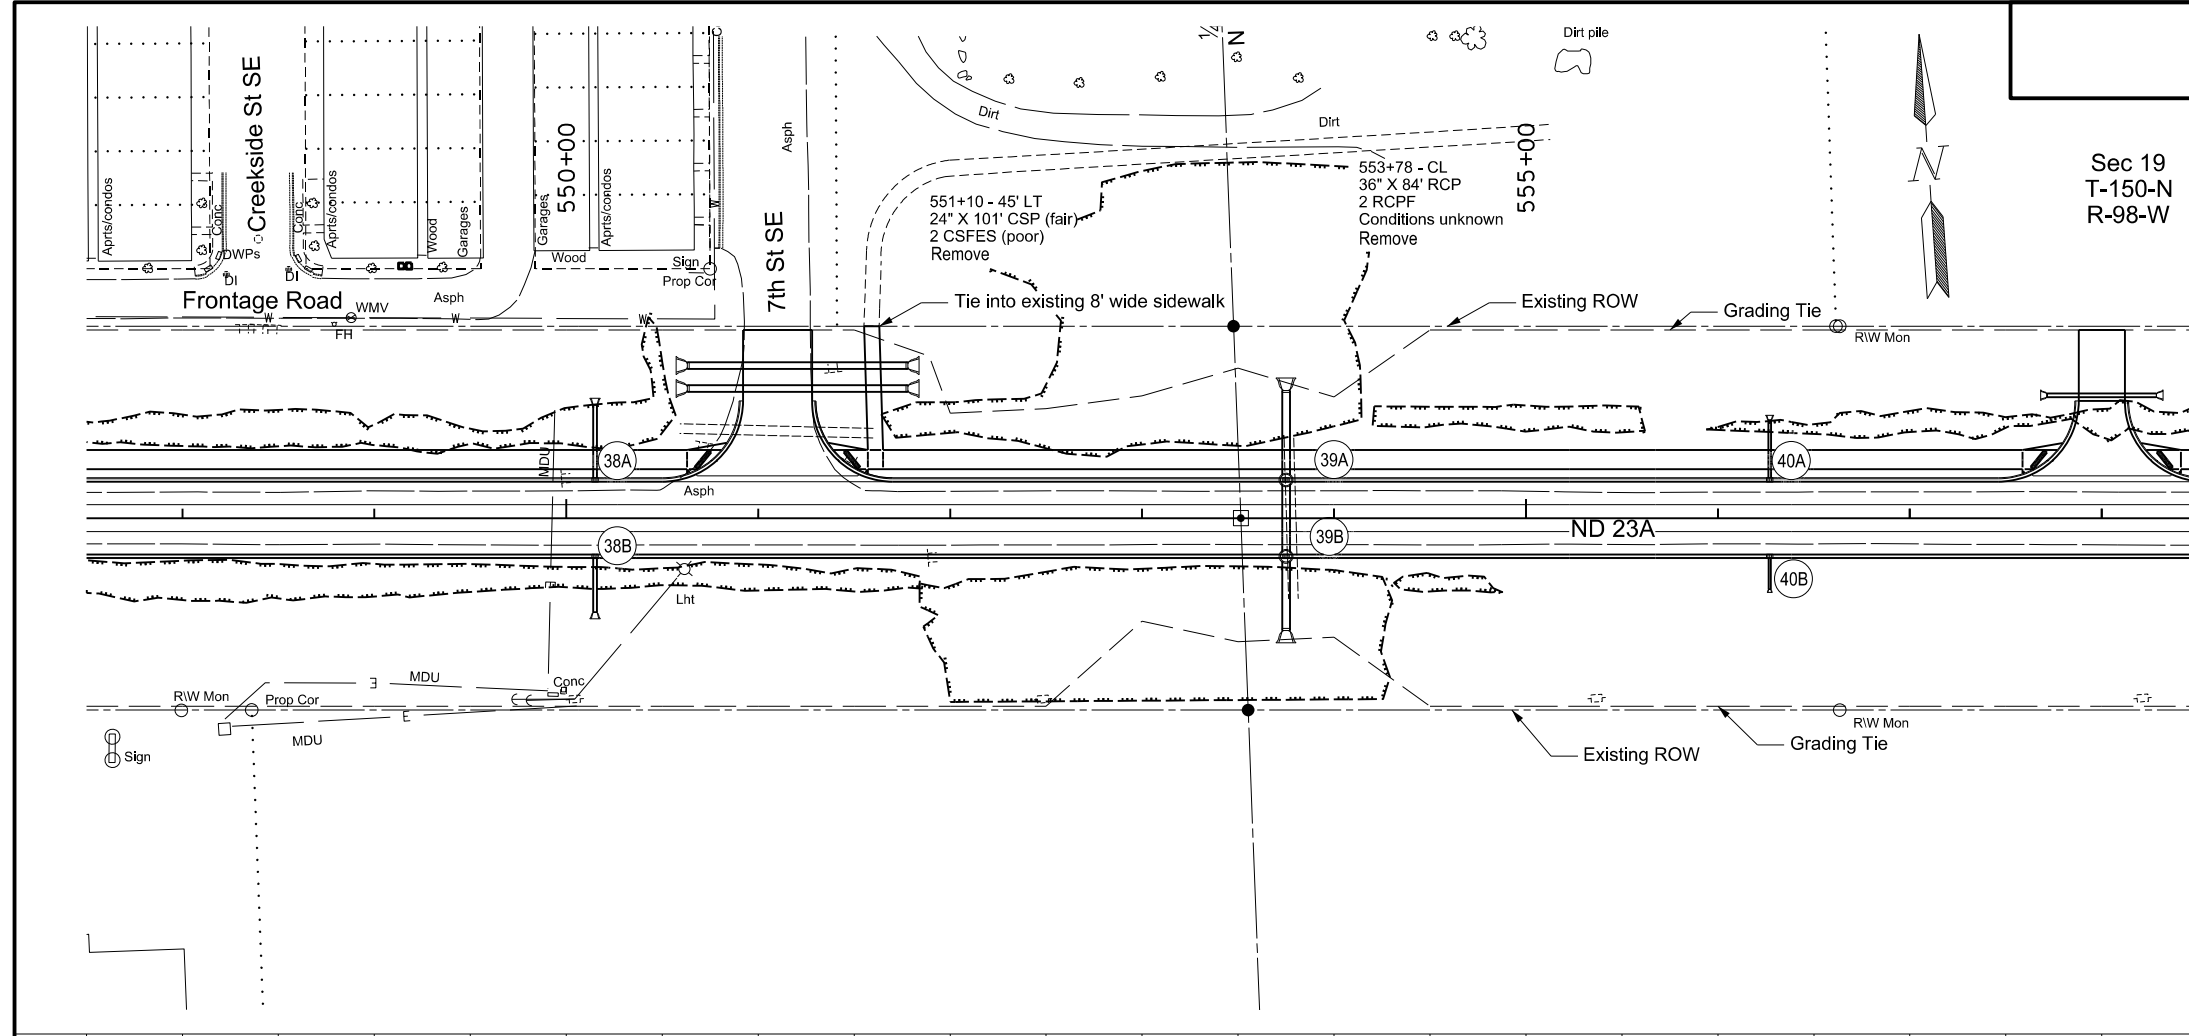 Creekside St SE
550+00
Asph
7th St SE
Dirt
Dirt
Dirt pile
N
555+00
N
Sec 19
T-150-N
R-98-W
Aprts/condos
Conc
Conc
Aprts/condos
Wood
Garages
Garages
Aprts/condos
Wood
W
Sign
Prop Cor
DWPs
DI
DI
551+10 - 45' LT
24" X 101' CSP (fair)
2 CSFES (poor)
Remove
553+78 - CL
36" X 84' RCP
2 RCPF
Conditions unknown
Remove
Frontage Road
WMV
Asph
W
W
W
FH
Tie into existing 8' wide sidewalk
Existing ROW
Grading Tie
R\W Mon
MDU
38A
39A
40A
Asph
ND 23A
38B
39B
40B
Lht
E
MDU
Conc
R\W Mon
Prop Cor
E
MDU
Sign
R\W Mon
Grading Tie
Existing ROW